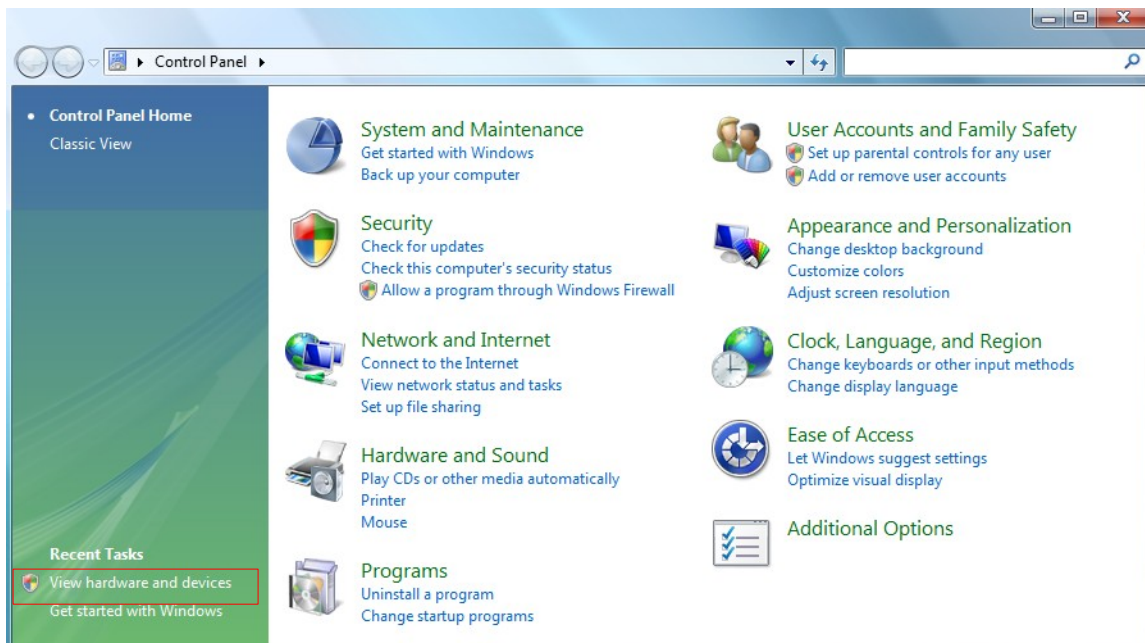 Control Panel
Control Panel Home
Classic View
Recent Tasks
View hardware and devices
Get started with Windows
System and Maintenance
Get started with Windows
Back up your computer
Security
Check for updates
Check this computer's security status
Allow a program through Windows Firewall
Network and Internet
Connect to the Internet
View network status and tasks
Set up file sharing
Hardware and Sound
Play CDs or other media automatically
Printer
Mouse
Programs
Uninstall a program
Change startup programs
User Accounts and Family Safety
Set up parental controls for any user
Add or remove user accounts
Appearance and Personalization
Change desktop background
Customize colors
Adjust screen resolution
Clock, Language, and Region
Change keyboards or other input methods
Change display language
Ease of Access
Let Windows suggest settings
Optimize visual display
Additional Options